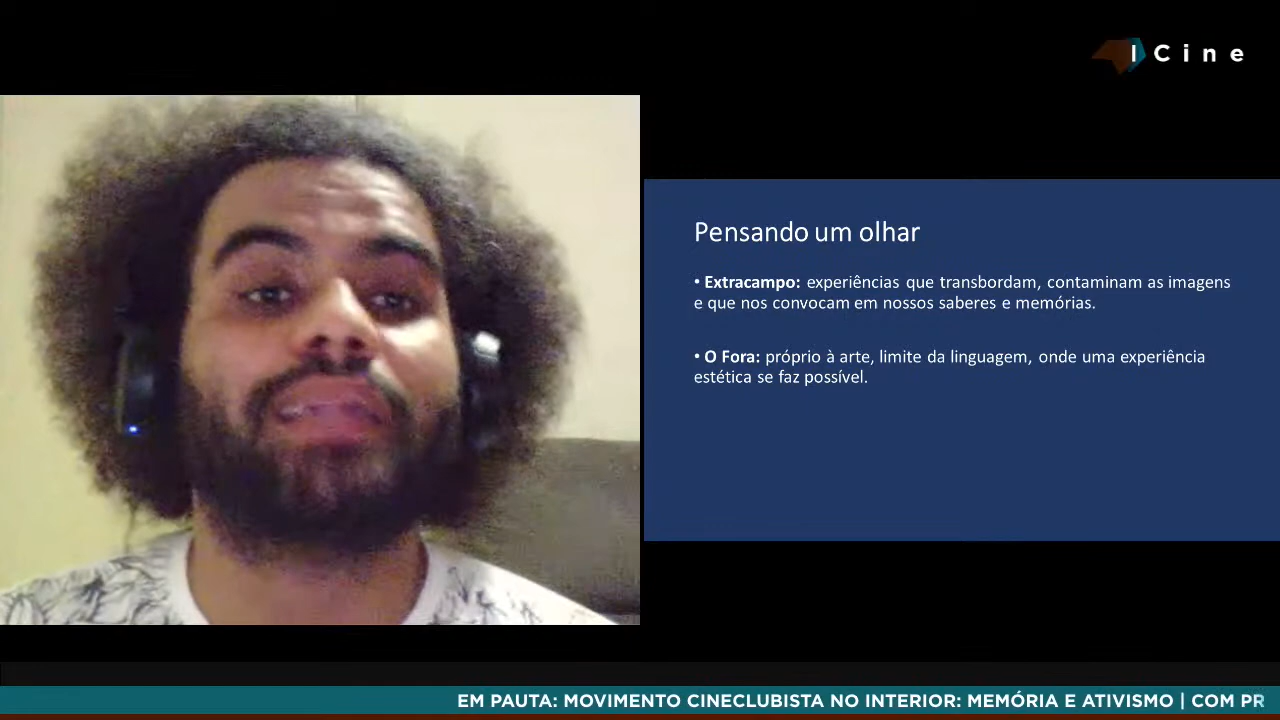 I Cine
Pensando um olhar
• Extracampo: experiências que transbordam, contaminam as imagens
e que nos convocam em nossos saberes e memórias.
• O Fora: próprio à arte, limite da linguagem, onde uma experiência
estética se faz possível.
EM PAUTA: MOVIMENTO CINECLUBISTA NO INTERIOR: MEMÓRIA E ATIVISMO | COM PR